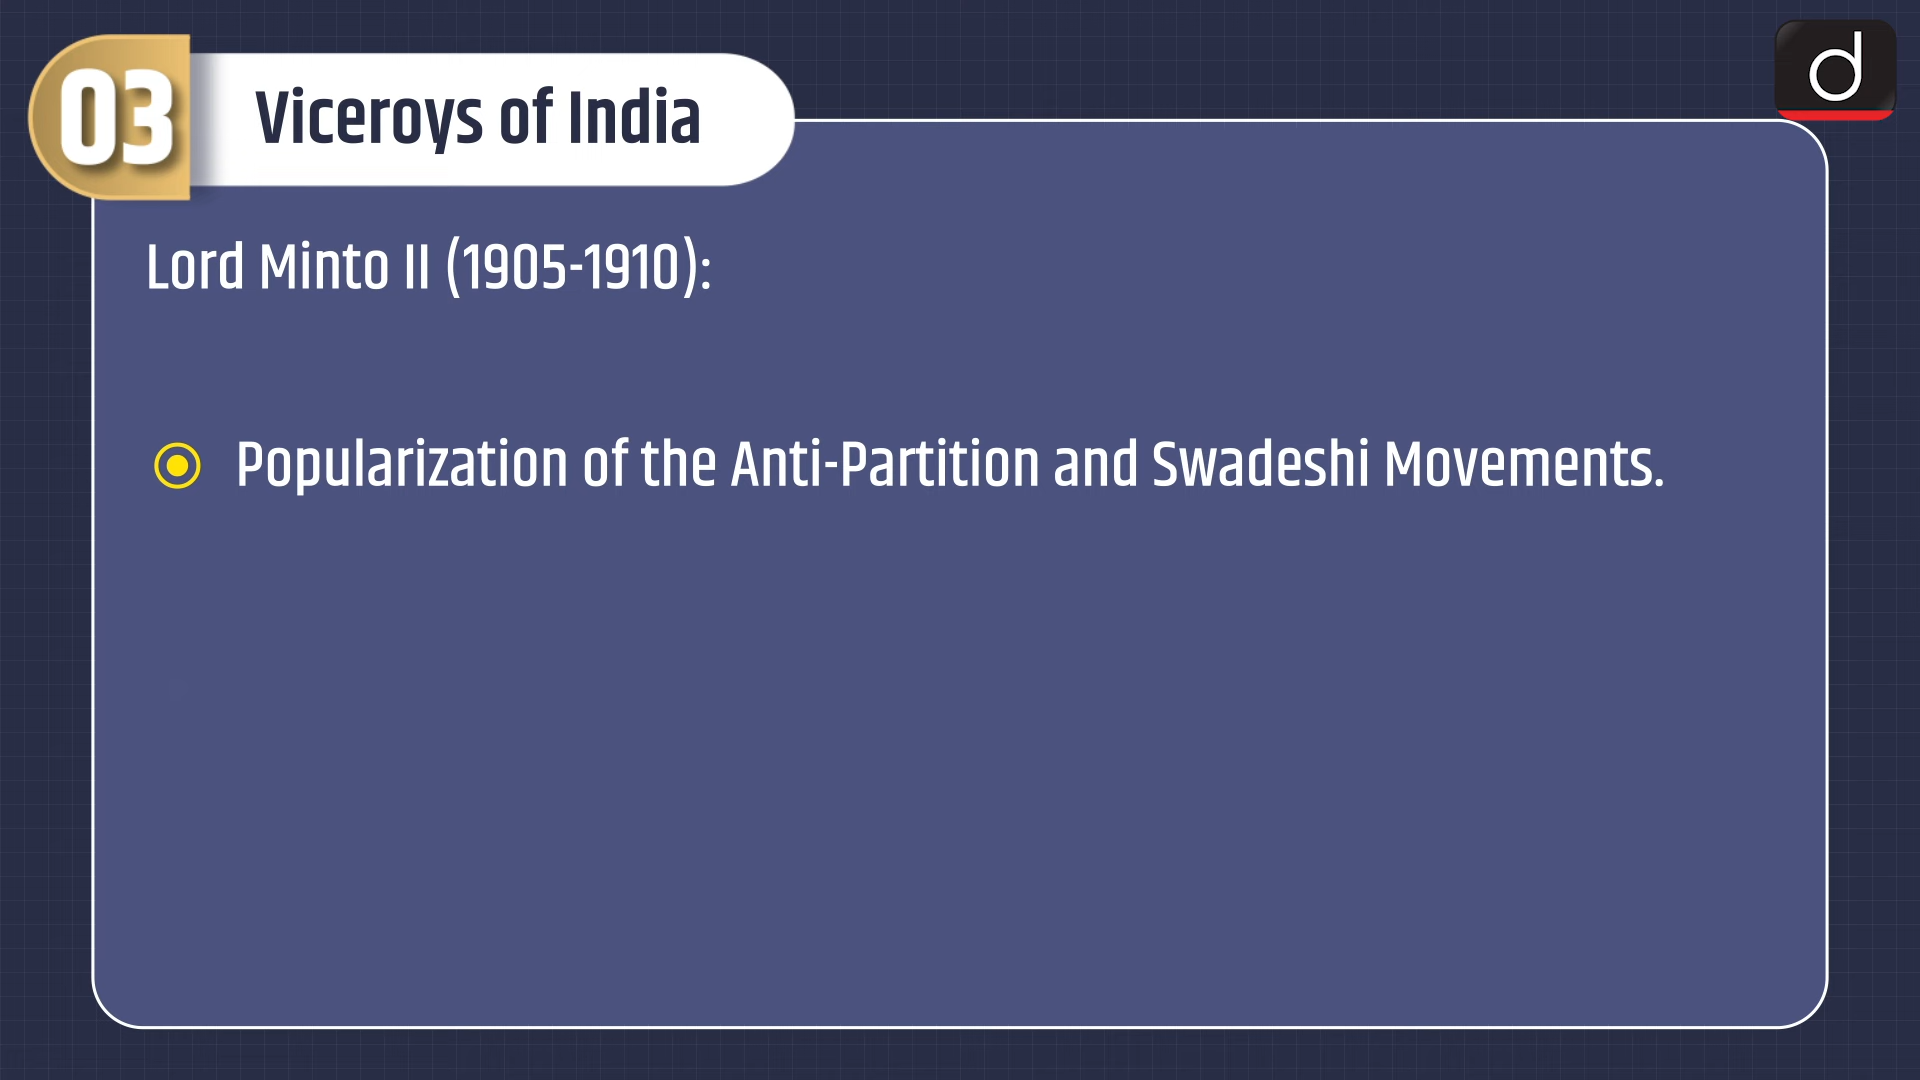 03
Viceroys of India
d
Lord Minto II (1905-1910):
Popularization of the Anti-Partition and Swadeshi Movements.